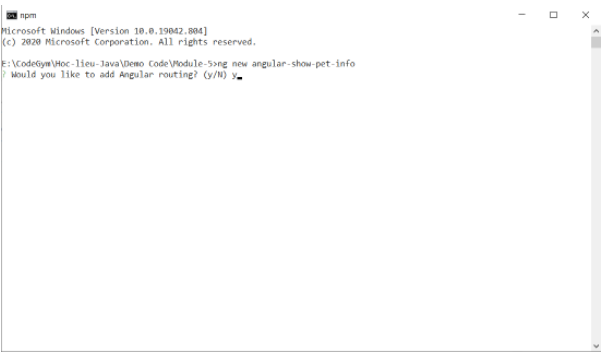 npm
Microsoft Windows [Version 10.0.19042.804]
(c) 2020 Microsoft Corporation. All rights reserved.
E:\CodeGym\Hoc-lieu-Java\Demo Code\Module-5>ng new angular-show-pet-info
? Would you like to add Angular routing? (y/N) y